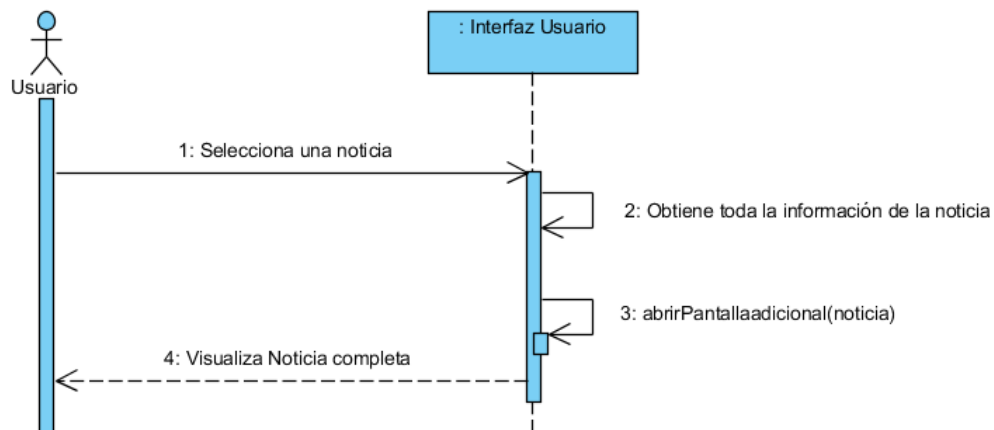 : Interfaz Usuario
Usuario
1: Selecciona una noticia
2: Obtiene toda la información de la noticia
3: abrirPantallaadicional(noticia)
4: Visualiza Noticia completa